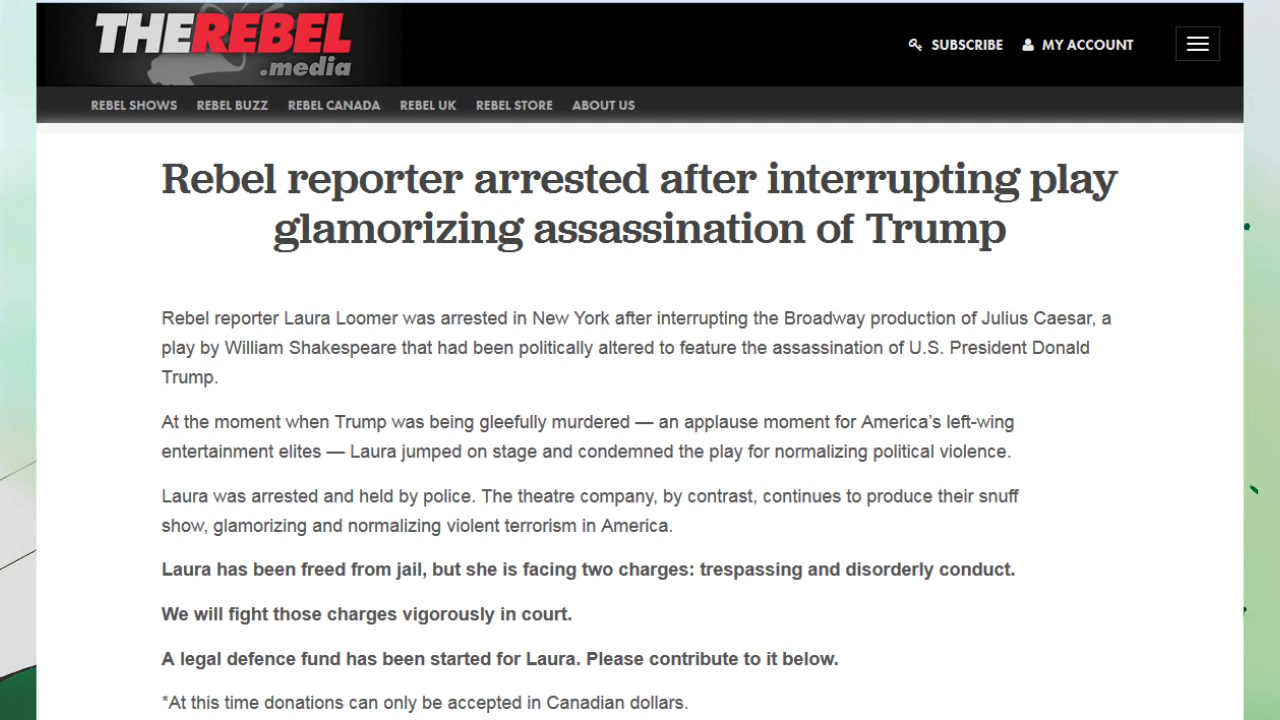 THEREBEL
.media
SUBSCRIBE MY ACCOUNT
REBEL SHOWS REBEL BUZZ REBEL CANADA REBEL UK REBEL STORE ABOUT US
Rebel reporter arrested after interrupting play
glamorizing assassination of Trump
Rebel reporter Laura Loomer was arrested in New York after interrupting the Broadway production of Julius Caesar, a
play by William Shakespeare that had been politically altered to feature the assassination of U.S. President Donald
Trump.
At the moment when Trump was being gleefully murdered — an applause moment for America's left-wing
entertainment elites — Laura jumped on stage and condemned the play for normalizing political violence.
Laura was arrested and held by police. The theatre company, by contrast, continues to produce their snuff
show, glamorizing and normalizing violent terrorism in America.
Laura has been freed from jail, but she is facing two charges: trespassing and disorderly conduct.
We will fight those charges vigorously in court.
A legal defence fund has been started for Laura. Please contribute to it below.
*At this time donations can only be accepted in Canadian dollars.